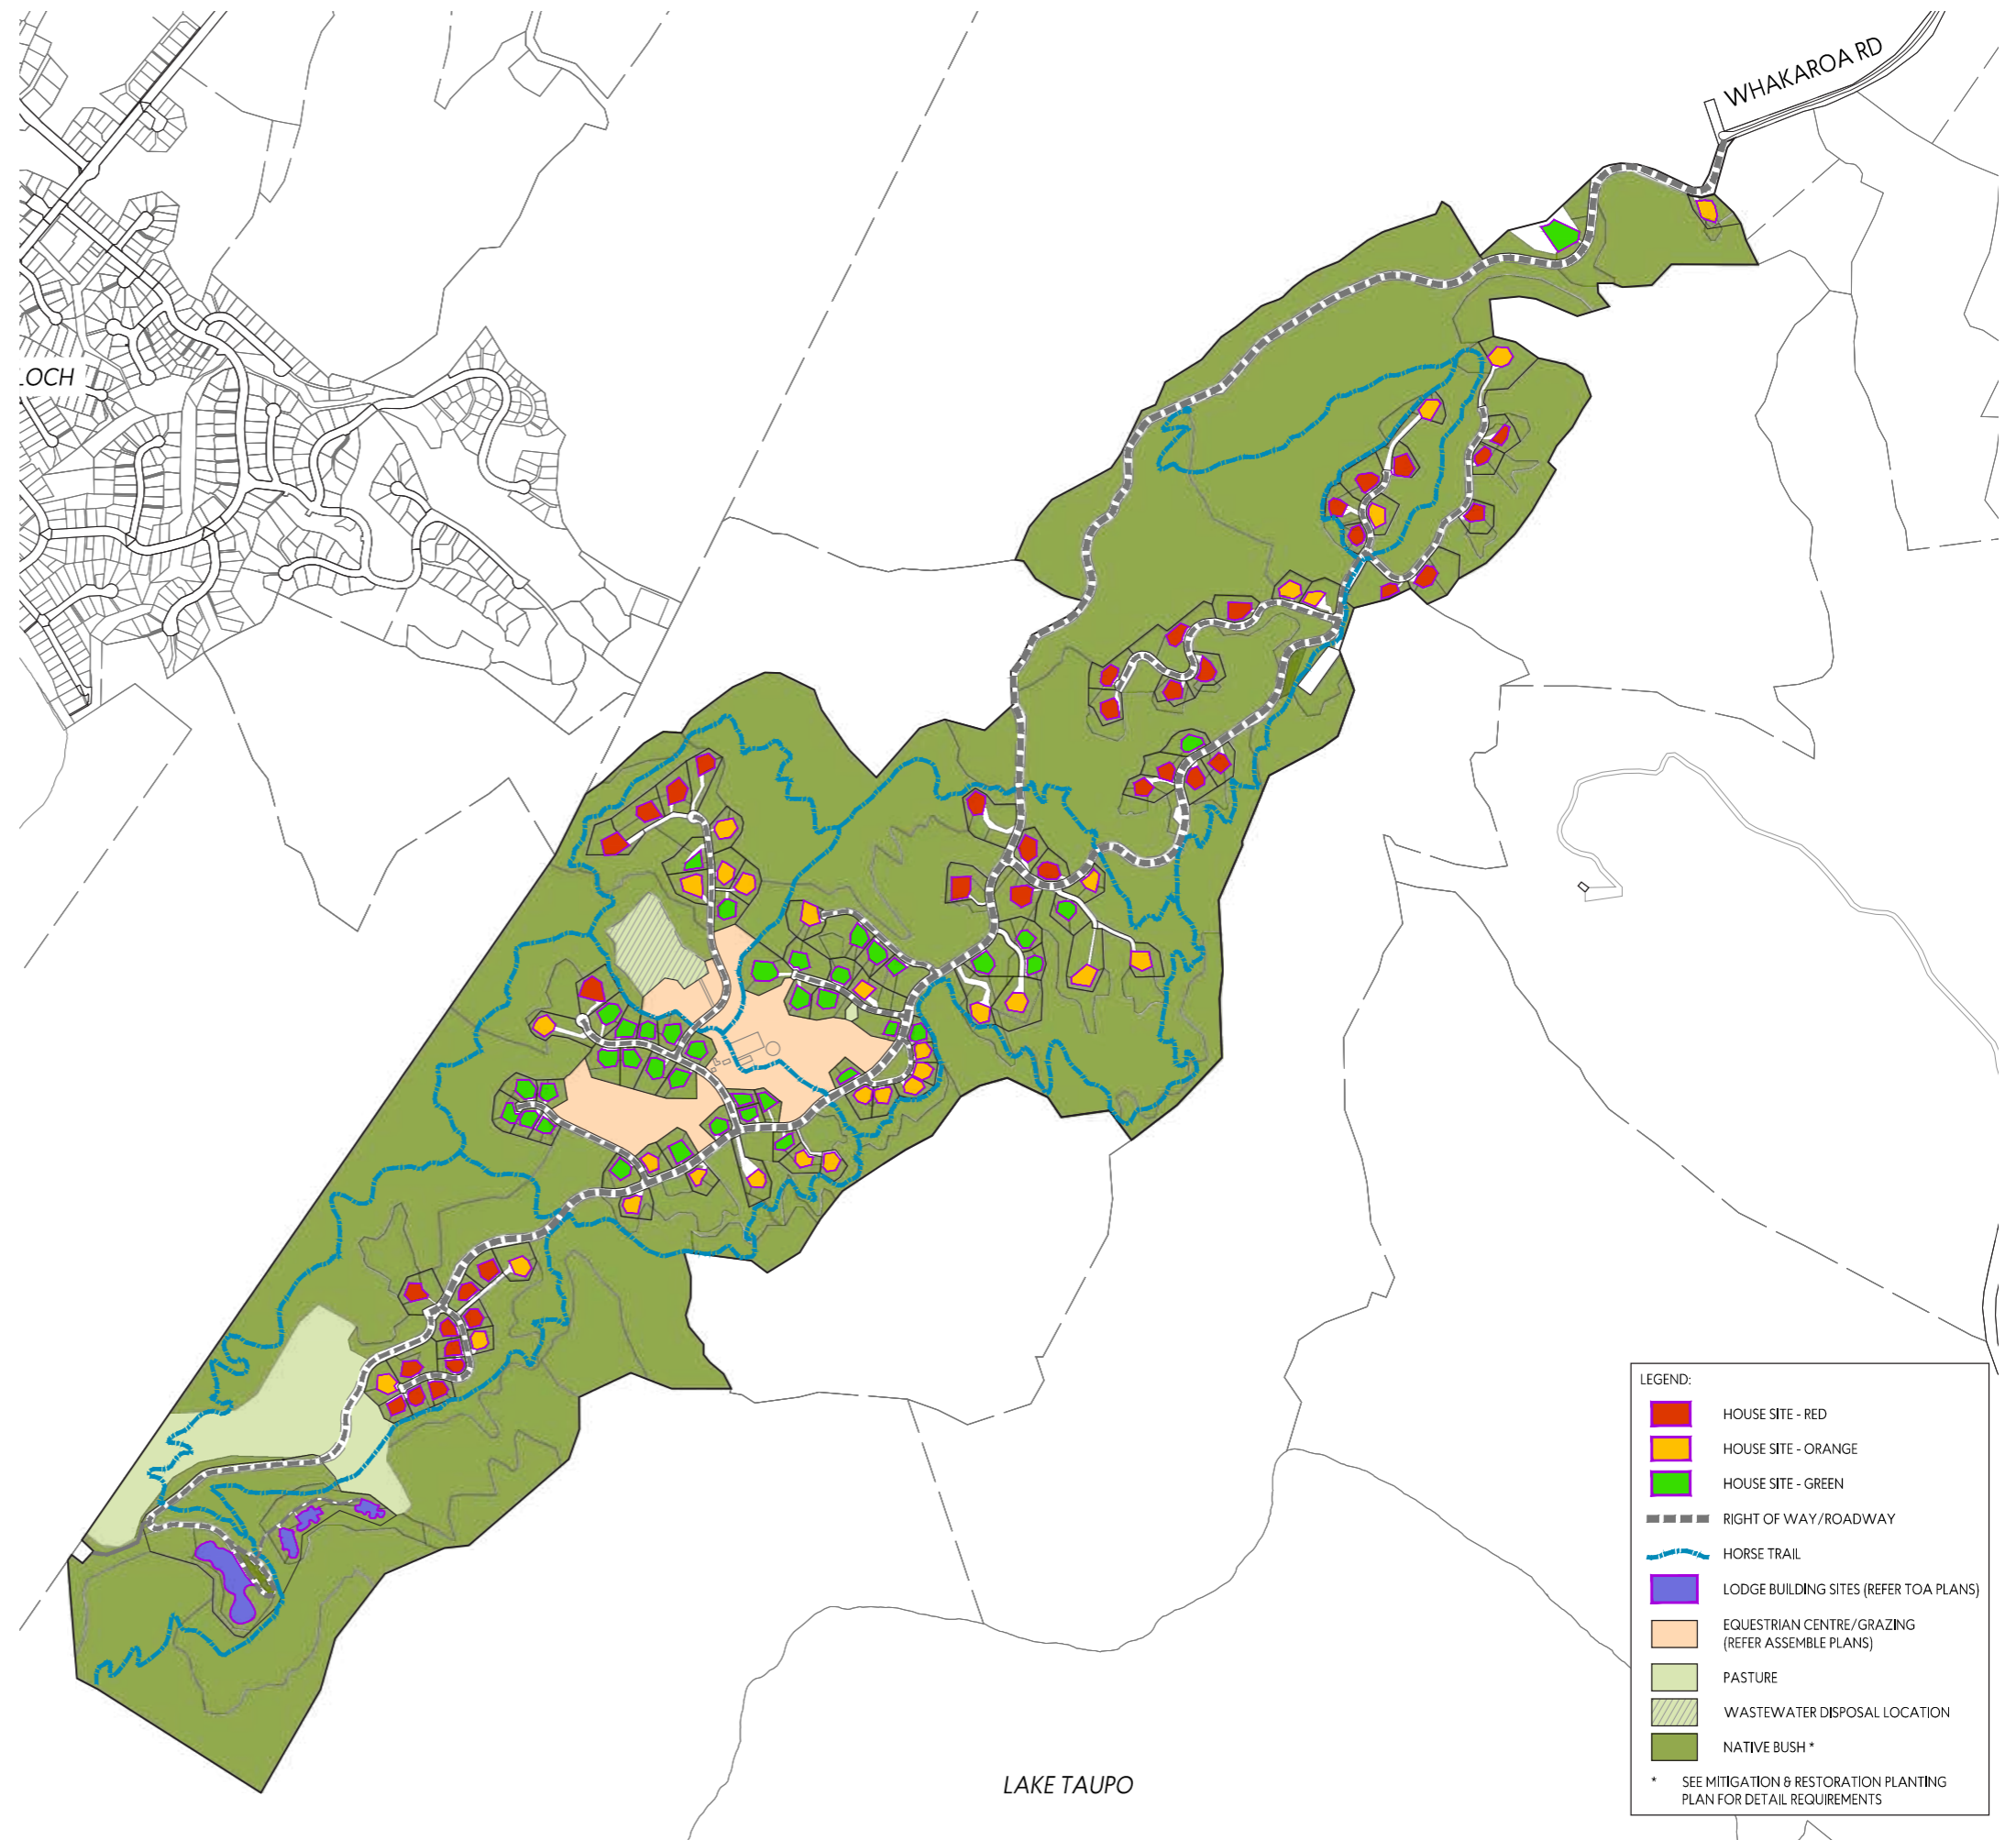 WHAKAROA RD
LOCH
LEGEND:
HOUSE SITE - RED
HOUSE SITE - ORANGE
HOUSE SITE - GREEN
RIGHT OF WAY/ROADWAY
HORSE TRAIL
LODGE BUILDING SITES (REFER TOA PLANS)
EQUESTRIAN CENTRE/GRAZING
(REFER ASSEMBLE PLANS)
PASTURE
WASTEWATER DISPOSAL LOCATION
NATIVE BUSH *
* SEE MITIGATION & RESTORATION PLANTING
PLAN FOR DETAIL REQUIREMENTS
LAKE TAUPO